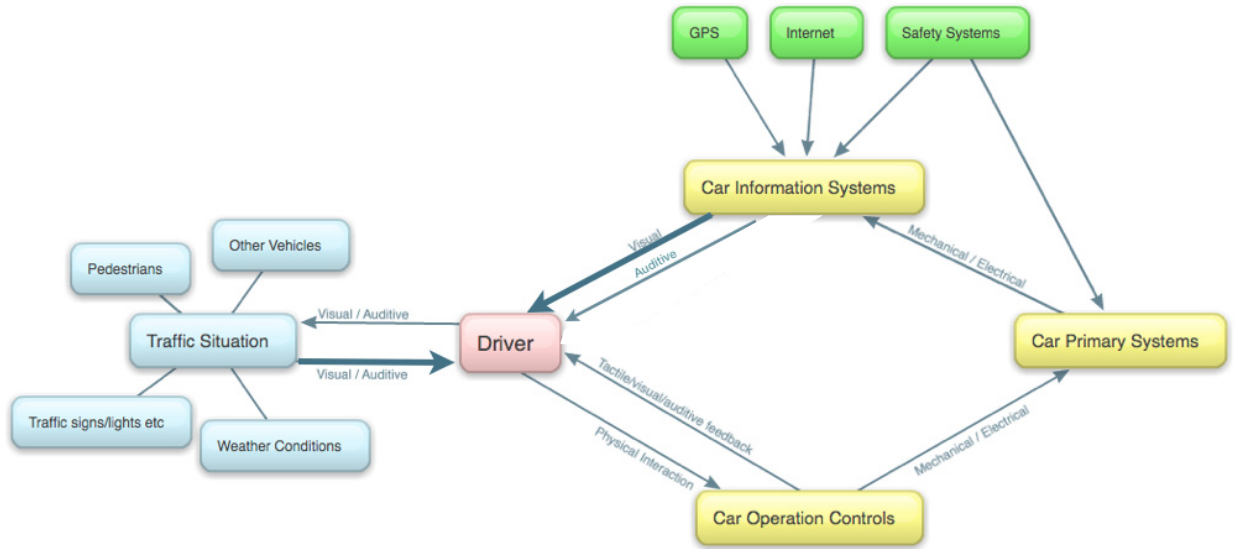 GPS
Internet
Safety Systems
Car Information Systems
Other Vehicles
Pedestrians
Visual
Auditive
Mechanical / Electrical
Visual / Auditive
Traffic Situation
Driver
Car Primary Systems
Visual / Auditive
Tactile/visual/auditive feedback
Traffic signs/lights etc
Weather Conditions
Physical Interaction
Mechanical / Electrical
Car Operation Controls